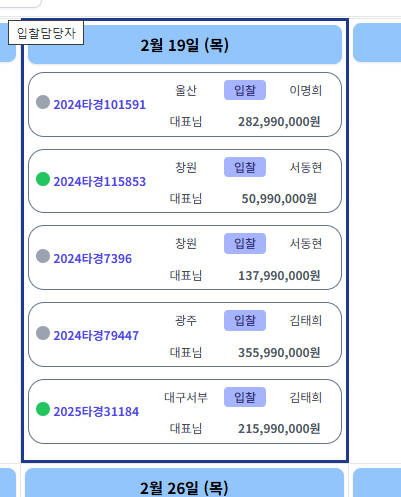 입찰담당자
2월 19일 (목)
울산 입찰 이명희
2024타경101591
대표님 282,990,000원
창원 입찰 서동현
2024타경115853
대표님 50,990,000원
창원 입찰 서동현
2024타경7396
대표님 137,990,000원
광주 입찰 김태희
2024타경79447
대표님 355,990,000원
대구서부 입찰 김태희
2025타경31184
대표님 215,990,000원
2월 26일 (목)